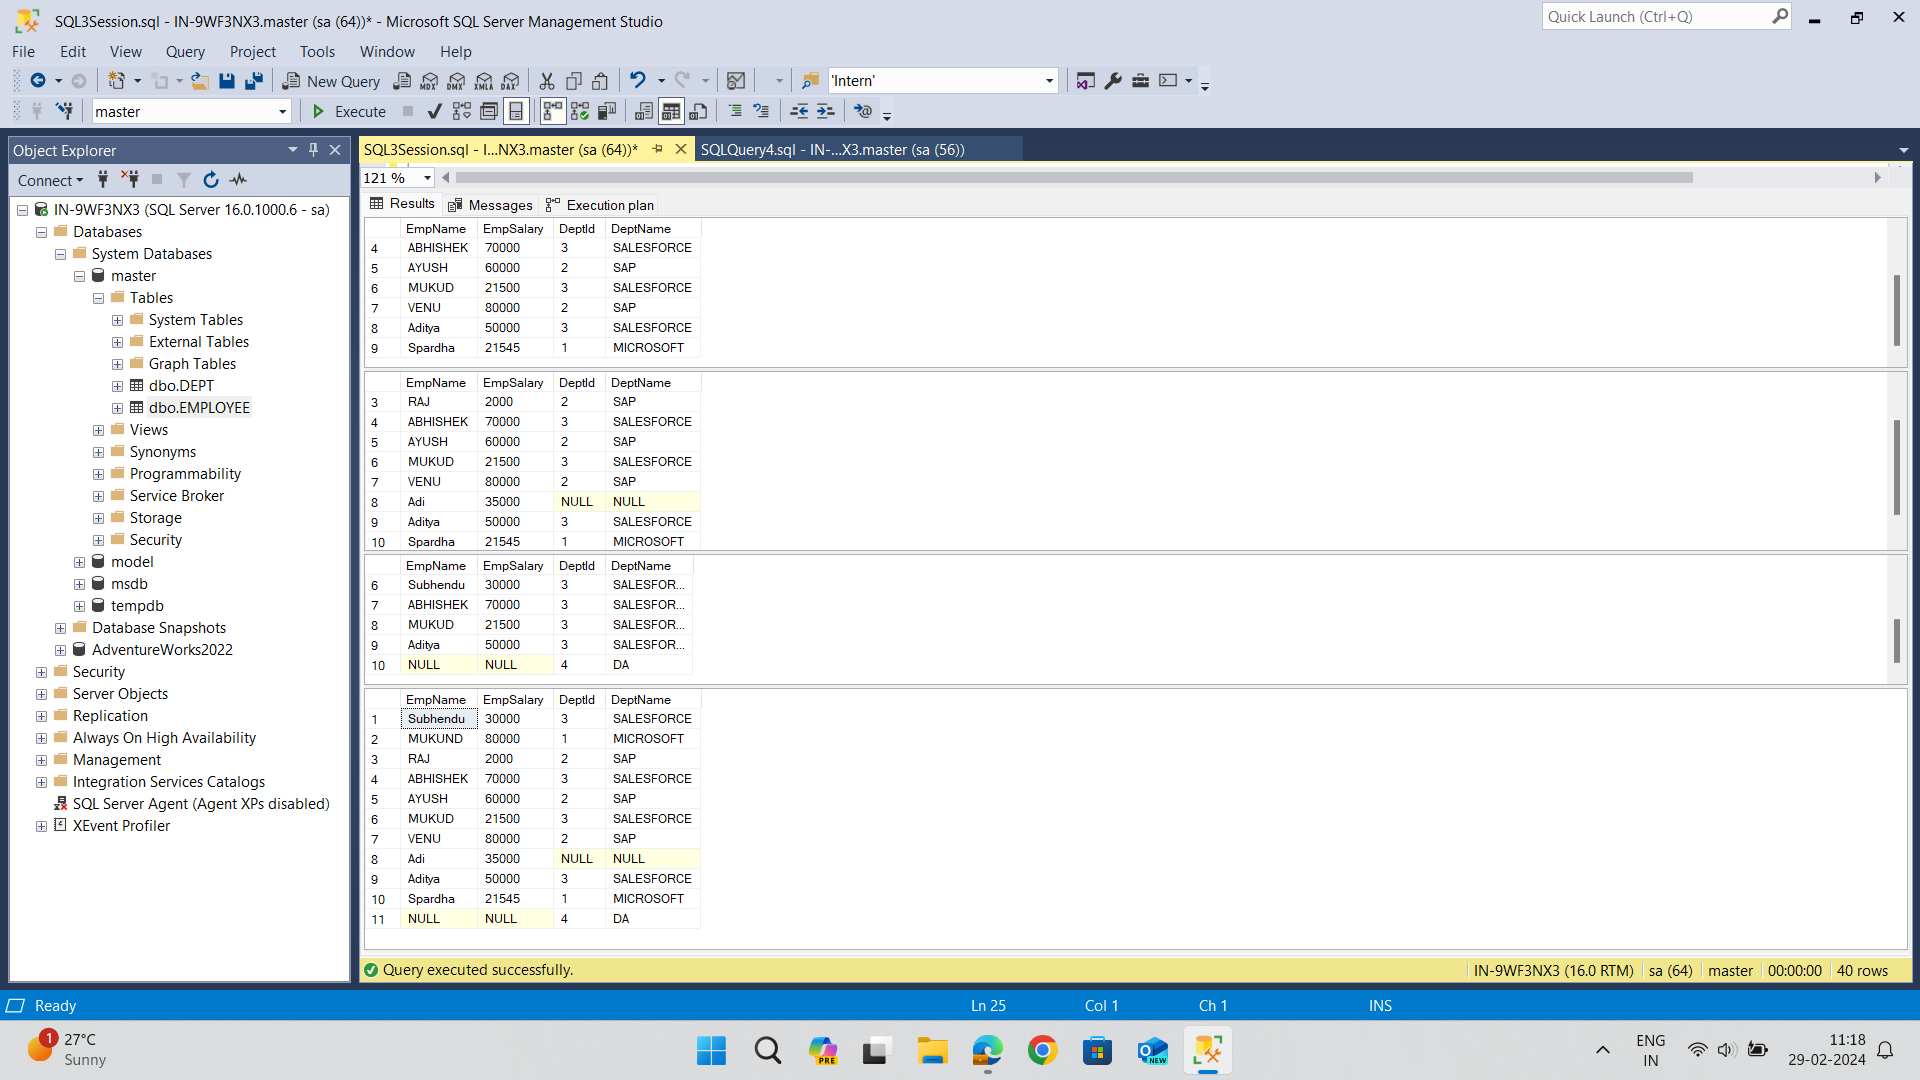 SQL3Session.sql - IN-9WF3NX3.master (sa (64))* - Microsoft SQL Server Management Studio
Quick Launch (Ctrl+Q)
File Edit View Query Project Tools Window Help
New Query MDX DMX XMLA DAX 'Intern'
master Execute
Object Explorer
Connect
IN-9WF3NX3 (SQL Server 16.0.1000.6 - sa)
Databases
System Databases
master
Tables
System Tables
External Tables
Graph Tables
dbo.DEPT
dbo.EMPLOYEE
Views
Synonyms
Programmability
Service Broker
Storage
Security
model
msdb
tempdb
Database Snapshots
AdventureWorks2022
Security
Server Objects
Replication
Always On High Availability
Management
Integration Services Catalogs
SQL Server Agent (Agent XPs disabled)
XEvent Profiler
SQL3Session.sql - I...NX3.master (sa (64))* SQLQuery4.sql - IN-...X3.master (sa (56))
121 %
Results Messages Execution plan
EmpName EmpSalary DeptId DeptName
4 ABHISHEK 70000 3 SALESFORCE
5 AYUSH 60000 2 SAP
6 MUKUD 21500 3 SALESFORCE
7 VENU 80000 2 SAP
8 Aditya 50000 3 SALESFORCE
9 Spardha 21545 1 MICROSOFT
EmpName EmpSalary DeptId DeptName
3 RAJ 2000 2 SAP
4 ABHISHEK 70000 3 SALESFORCE
5 AYUSH 60000 2 SAP
6 MUKUD 21500 3 SALESFORCE
7 VENU 80000 2 SAP
8 Adi 35000 NULL NULL
9 Aditya 50000 3 SALESFORCE
10 Spardha 21545 1 MICROSOFT
EmpName EmpSalary DeptId DeptName
6 Subhendu 30000 3 SALESFOR...
7 ABHISHEK 70000 3 SALESFOR...
8 MUKUD 21500 3 SALESFOR...
9 Aditya 50000 3 SALESFOR...
10 NULL NULL 4 DA
EmpName EmpSalary DeptId DeptName
1 Subhendu 30000 3 SALESFORCE
2 MUKUND 80000 1 MICROSOFT
3 RAJ 2000 2 SAP
4 ABHISHEK 70000 3 SALESFORCE
5 AYUSH 60000 2 SAP
6 MUKUD 21500 3 SALESFORCE
7 VENU 80000 2 SAP
8 Adi 35000 NULL NULL
9 Aditya 50000 3 SALESFORCE
10 Spardha 21545 1 MICROSOFT
11 NULL NULL 4 DA
Query executed successfully. IN-9WF3NX3 (16.0 RTM) sa (64) master 00:00:00 40 rows
Ready Ln 25 Col 1 Ch 1 INS
1 27°C
Sunny
PRE
NEW
ENG
IN
11:18
29-02-2024